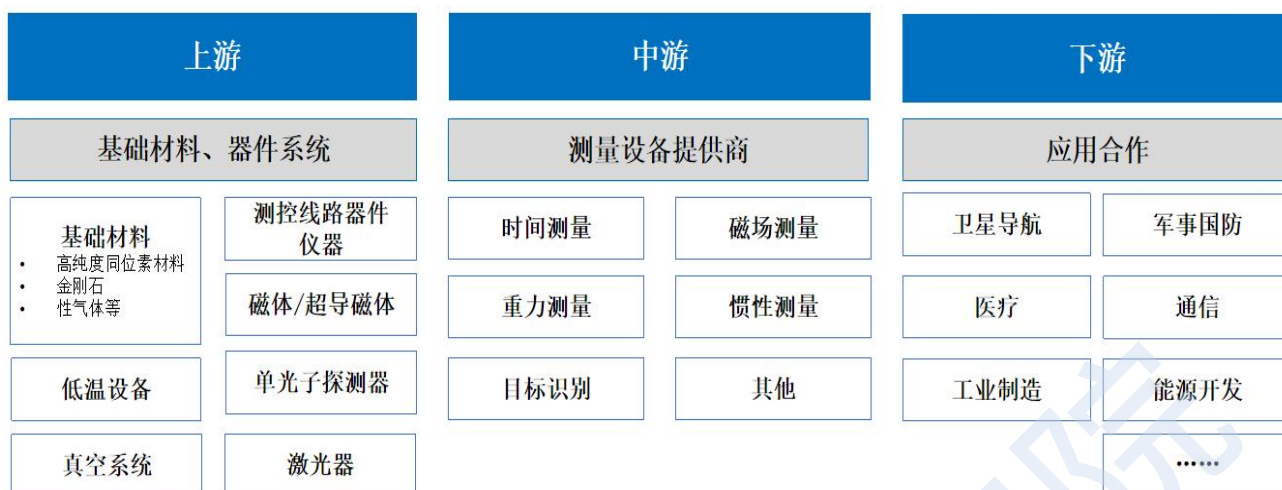 上游
中游
下游
基础材料、器件系统
测量设备提供商
应用合作
基础材料
• 高纯度同位素材料
• 金刚石
• 性气体等
测控线路器件
仪器
磁体/超导磁体
低温设备
单光子探测器
真空系统
激光器
时间测量
磁场测量
重力测量
惯性测量
目标识别
其他
卫星导航
军事国防
医疗
通信
工业制造
能源开发
……
院